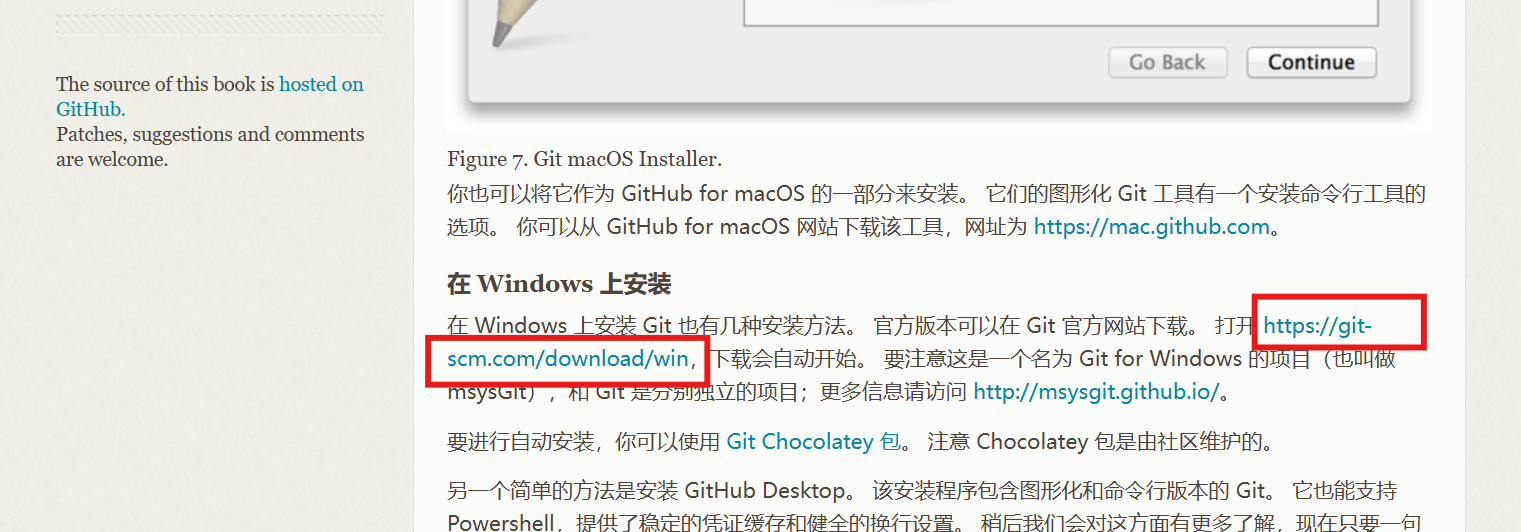 The source of this book is hosted on
GitHub.
Patches, suggestions and comments
are welcome.
Go Back
Continue
Figure 7. Git macOS Installer.
你也可以将它作为 GitHub for macOS 的一部分来安装。 它们的图形化 Git 工具有一个安装命令行工具的
选项。 你可以从 GitHub for macOS 网站下载该工具，网址为 https://mac.github.com。
在 Windows 上安装
在 Windows 上安装 Git 也有几种安装方法。 官方版本可以在 Git 官方网站下载。 打开 https://git-
scm.com/download/win，下载会自动开始。 要注意这是一个名为 Git for Windows 的项目（也叫做
msysGit），和 Git 是分别独立的项目；更多信息请访问 http://msysgit.github.io/。
要进行自动安装，你可以使用 Git Chocolatey 包。 注意 Chocolatey 包是由社区维护的。
另一个简单的方法是安装 GitHub Desktop。 该安装程序包含图形化和命令行版本的 Git。 它也能支持
Powershell，提供了稳定的凭证缓存和健全的换行设置。 稍后我们会对这方面有更多了解，现在只要一句